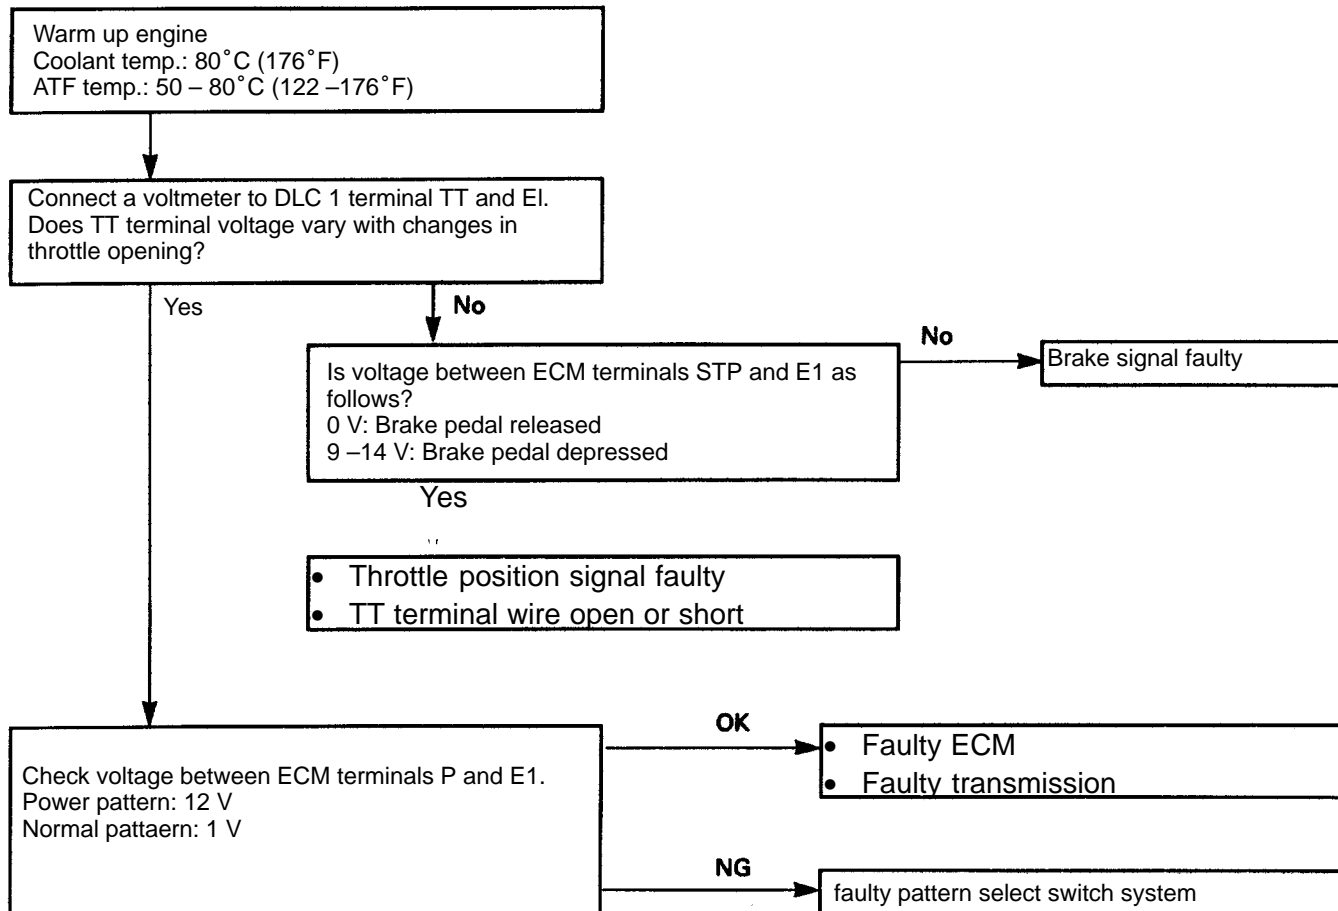 Warm up engine
Coolant temp.: 80˚C (176˚F)
ATF temp.: 50 – 80˚C (122 –176˚F)
Connect a voltmeter to DLC 1 terminal TT and El.
Does TT terminal voltage vary with changes in
throttle opening?
Yes
No
Is voltage between ECM terminals STP and E1 as
follows?
0 V: Brake pedal released
9 –14 V: Brake pedal depressed
No
Brake signal faulty
Yes
• Throttle position signal faulty
• TT terminal wire open or short
Check voltage between ECM terminals P and E1.
Power pattern: 12 V
Normal pattaern: 1 V
OK
• Faulty ECM
• Faulty transmission
NG
faulty pattern select switch system